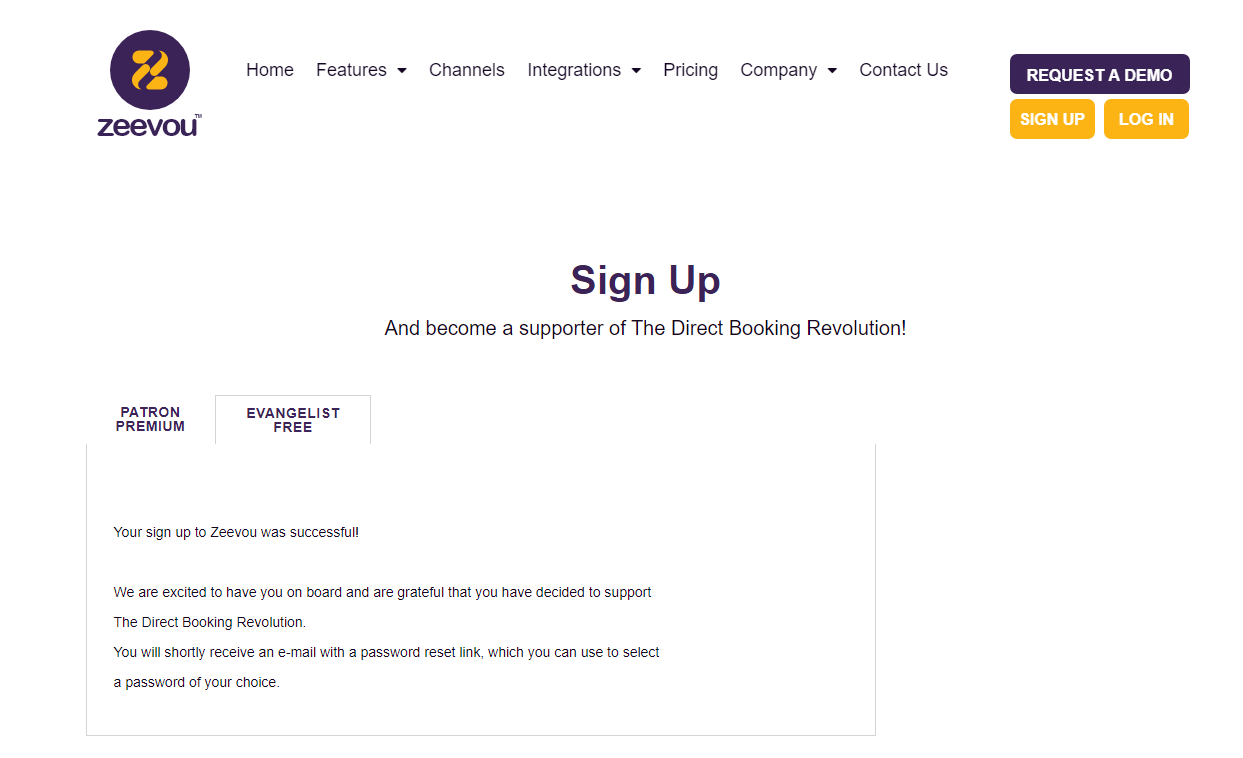 zeevou™
Home Features Channels Integrations Pricing Company Contact Us
REQUEST A DEMO
SIGN UP LOG IN
Sign Up
And become a supporter of The Direct Booking Revolution!
PATRON
PREMIUM
EVANGELIST
FREE
Your sign up to Zeevou was successful!
We are excited to have you on board and are grateful that you have decided to support
The Direct Booking Revolution.
You will shortly receive an e-mail with a password reset link, which you can use to select
a password of your choice.